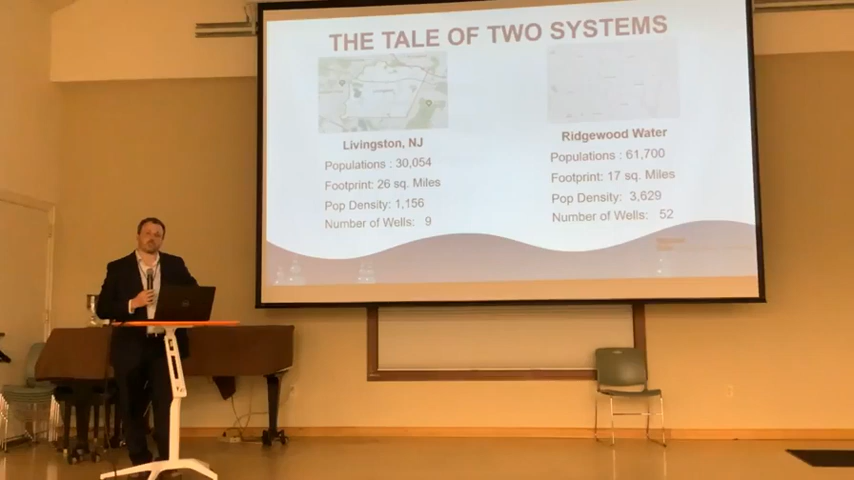 THE TALE OF TWO SYSTEMS
Livingston, NJ
Populations : 30,054
Footprint: 26 sq. Miles
Pop Density: 1,156
Number of Wells: 9
Ridgewood Water
Populations : 61,700
Footprint: 17 sq. Miles
Pop Density: 3,629
Number of Wells: 52